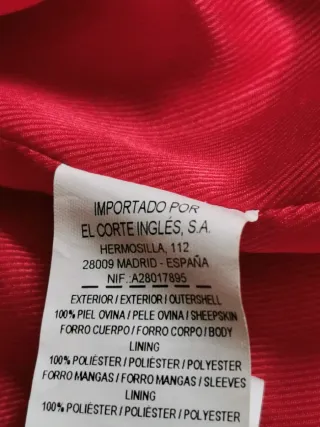 IMPORTADO POR
EL CORTE INGLÉS, S.A.
HERMOSILLA, 112
28009 MADRID - ESPAÑA
NIF.:A28017895
EXTERIOR / EXTERIOR / OUTERSHELL
100% PIEL OVINA / PELE OVINA / SHEEPSKIN
FORRO CUERPO / FORRO CORPO / BODY
LINING
100% POLIÉSTER / POLIÉSTER / POLYESTER
FORRO MANGAS / FORRO MANGAS / SLEEVES
LINING
100% POLIÉSTER / POLIÉSTER / POLYESTER